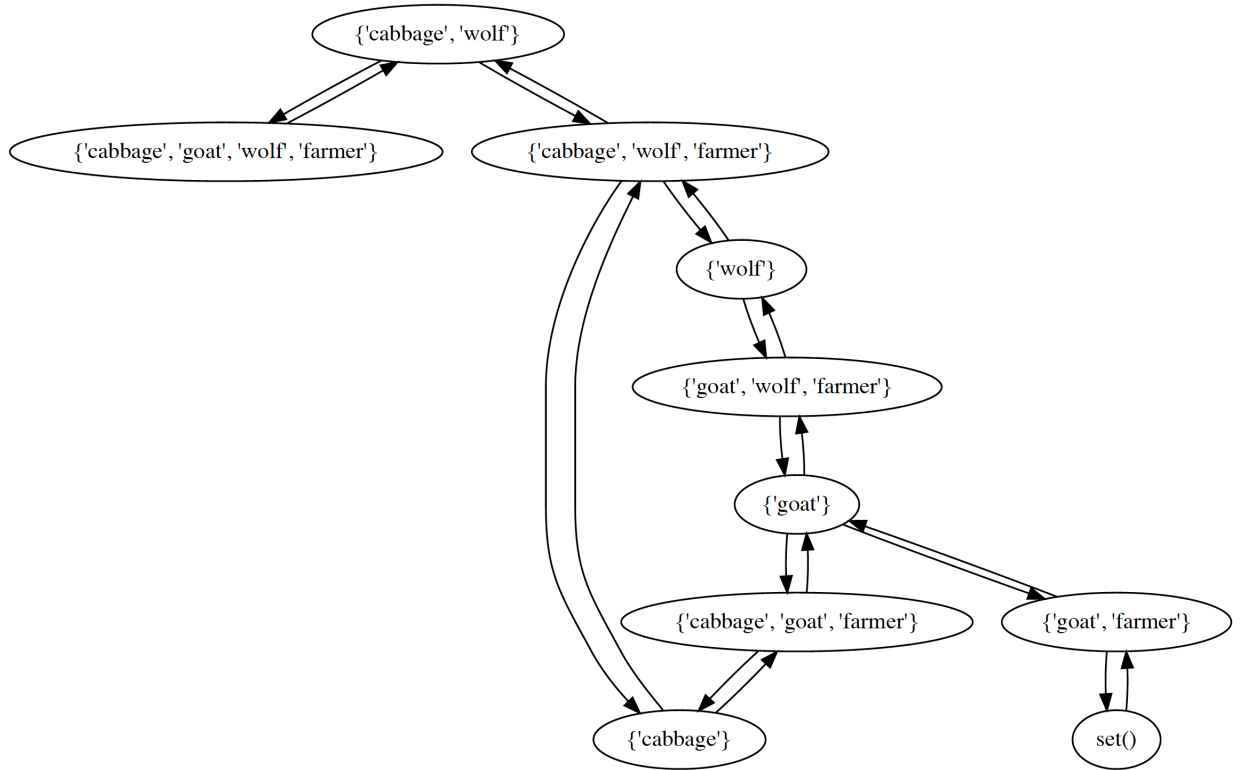 {'cabbage', 'wolf'}
{'cabbage', 'goat', 'wolf', 'farmer'}
{'cabbage', 'wolf', 'farmer'}
{'wolf'}
{'goat', 'wolf', 'farmer'}
{'goat'}
{'cabbage', 'goat', 'farmer'}
{'goat', 'farmer'}
{'cabbage'}
set()